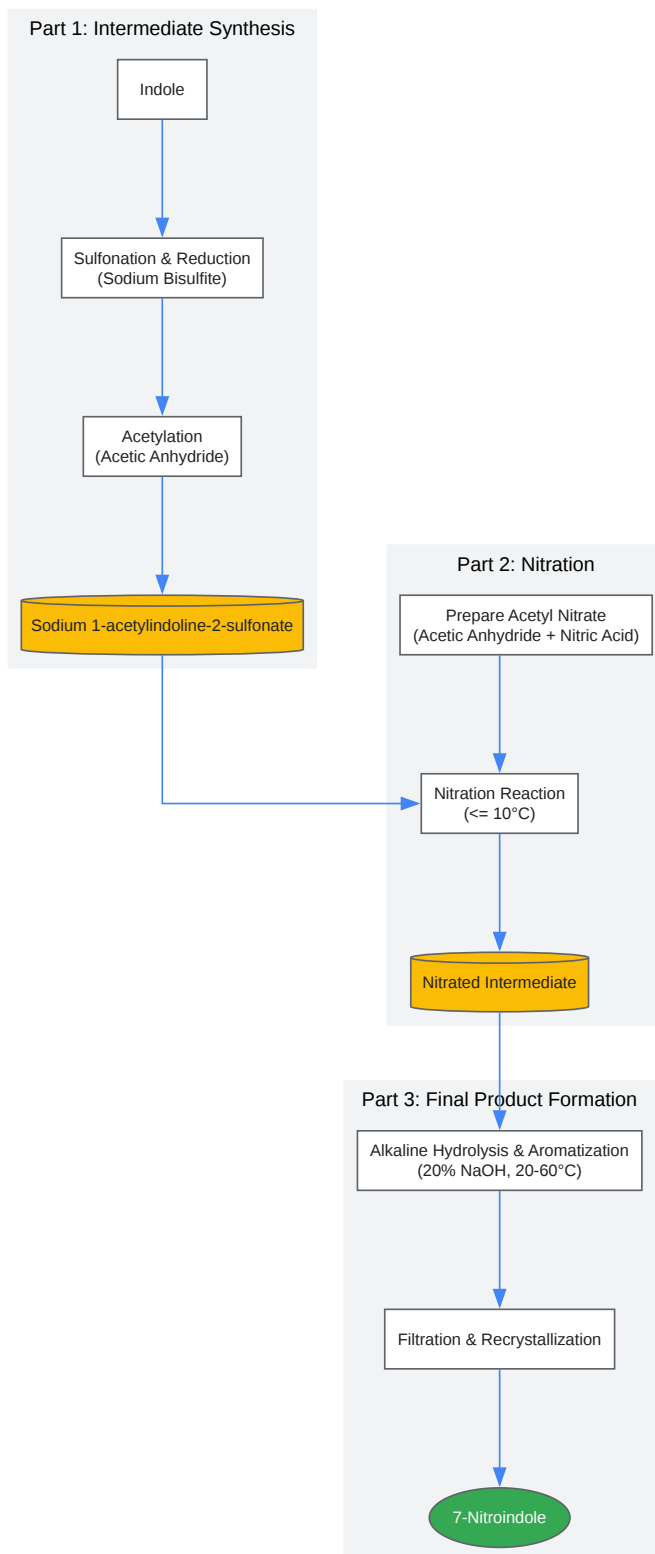 Part 1: Intermediate Synthesis
Indole
Sulfonation & Reduction
(Sodium Bisulfite)
Acetylation
(Acetic Anhydride)
Sodium 1-acetylindoline-2-sulfonate
Part 2: Nitration
Prepare Acetyl Nitrate
(Acetic Anhydride + Nitric Acid)
Nitration Reaction
(<= 10°C)
Nitrated Intermediate
Part 3: Final Product Formation
Alkaline Hydrolysis & Aromatization
(20% NaOH, 20-60°C)
Filtration & Recrystallization
7-Nitroindole